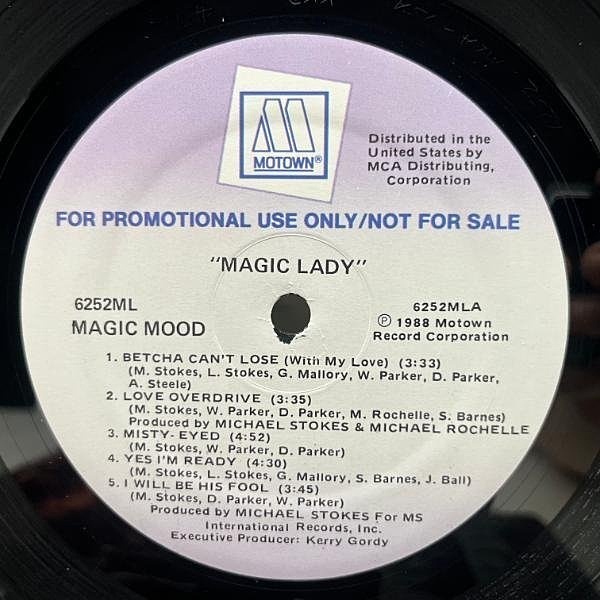 M
MOTOWN®
Distributed in the
United States by
MCA Distributing,
Corporation
FOR PROMOTIONAL USE ONLY/NOT FOR SALE
"MAGIC LADY"
6252ML
MAGIC MOOD
6252MLA
Ⓟ 1988 Motown
Record Corporation
1. BETCHA CAN'T LOSE (With My Love) (3:33)
(M. Stokes, L. Stokes, G. Mallory, W. Parker, D. Parker,
A. Steele)
2. LOVE OVERDRIVE (3:35)
(M. Stokes, W. Parker, D. Parker, M. Rochelle, S. Barnes)
Produced by MICHAEL STOKES & MICHAEL ROCHELLE
3. MISTY- EYED (4:52)
(M. Stokes, W. Parker, D. Parker)
4. YES I'M READY (4:30)
(M. Stokes, L. Stokes, G. Mallory, S. Barnes, J. Ball)
5. I WILL BE HIS FOOL (3:45)
(M. Stokes, D. Parker, W. Parker)
Produced by MICHAEL STOKES For MS
International Records, Inc.
Executive Producer: Kerry Gordy